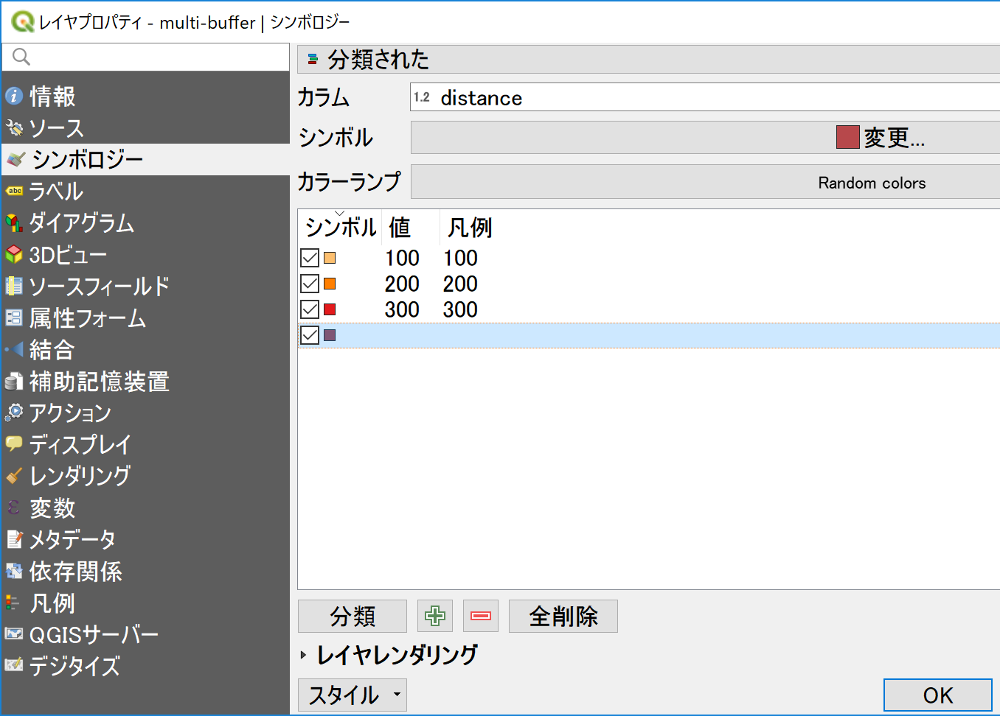 レイヤプロパティ - multi-buffer | シンボロジー
情報
ソース
シンボロジー
abc ラベル
ダイアグラム
3Dビュー
ソースフィールド
属性フォーム
結合
補助記憶装置
アクション
ディスプレイ
レンダリング
ε 変数
メタデータ
依存関係
凡例
QGISサーバー
デジタイズ
分類された
カラム 1.2 distance
シンボル 変更...
カラーランプ Random colors
シンボル 値 凡例
100 100
200 200
300 300
分類 全削除
レイヤレンダリング
スタイル OK